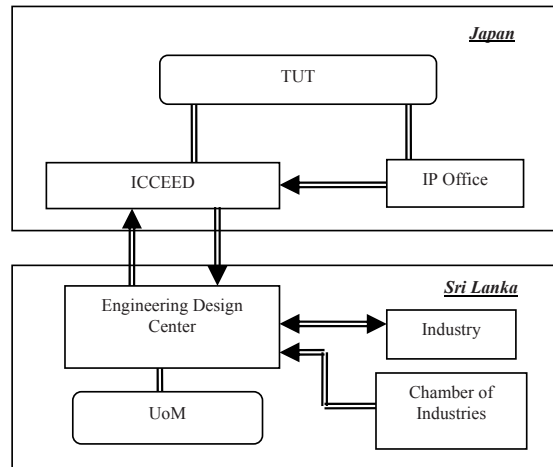 Japan
TUT
ICCEED
IP Office
Sri Lanka
Engineering Design
Center
Industry
Chamber of
Industries
UoM